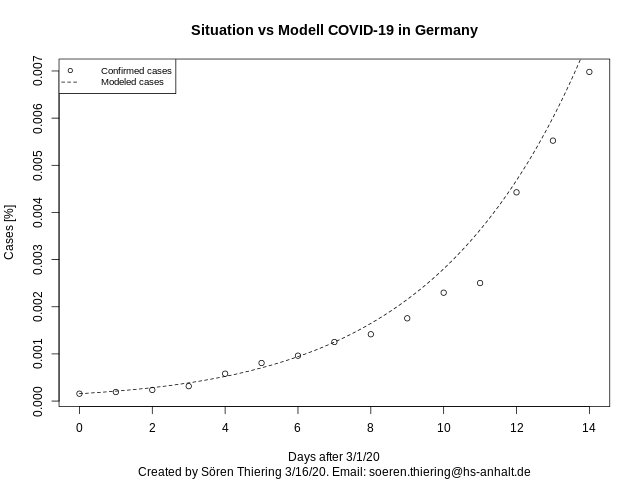 Situation vs Modell COVID-19 in Germany
Confirmed cases
Modeled cases
Cases [%]
0.007
0.006
0.005
0.004
0.003
0.002
0.001
0.000
0 2 4 6 8 10 12 14
Days after 3/1/20
Created by Sören Thiering 3/16/20. Email: soeren.thiering@hs-anhalt.de